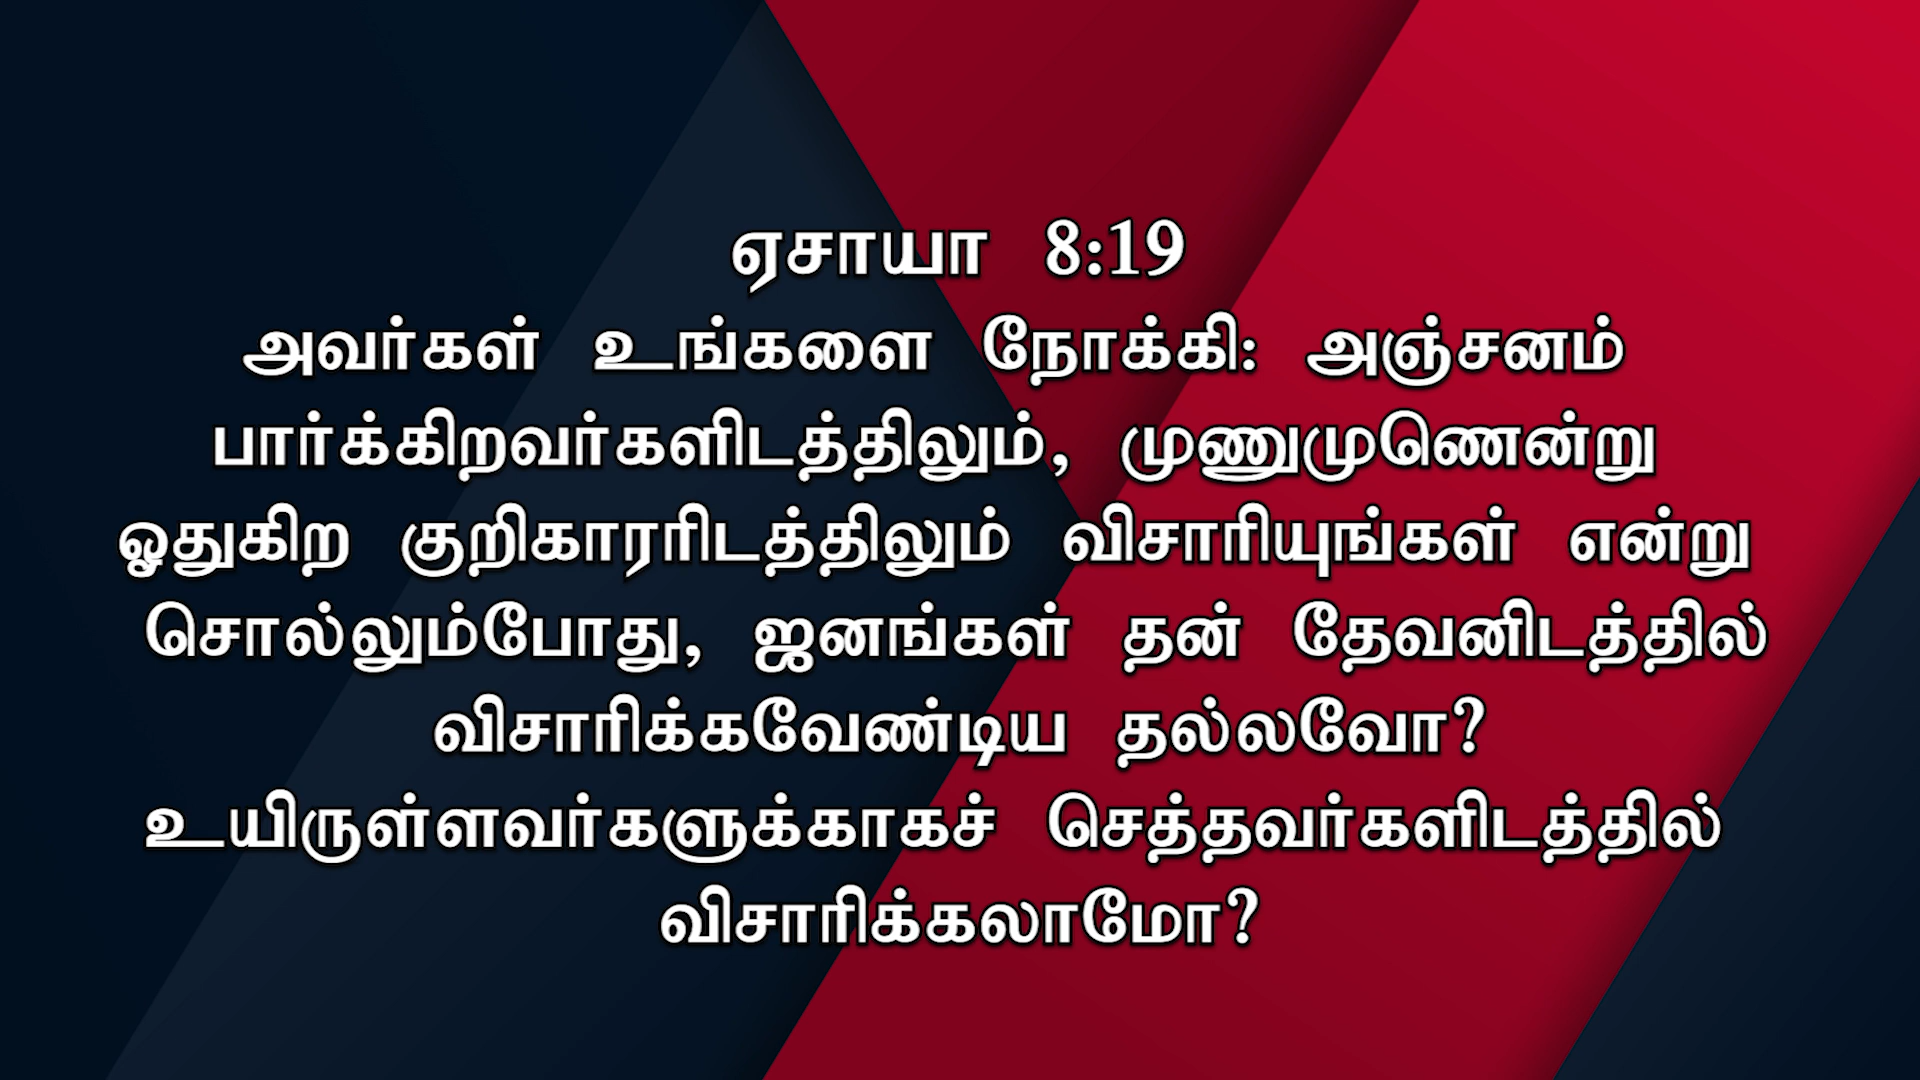 ஏசாயா 8:19
அவர்கள் உங்களை நோக்கி: அஞ்சனம்
பார்க்கிறவர்களிடத்திலும், முணுமுணென்று
ஓதுகிற குறிகாரரிடத்திலும் விசாரியுங்கள் என்று
சொல்லும்போது, ஜனங்கள் தன் தேவனிடத்தில்
விசாரிக்கவேண்டிய தல்லவோ?
உயிருள்ளவர்களுக்காகச் செத்தவர்களிடத்தில்
விசாரிக்கலாமோ?